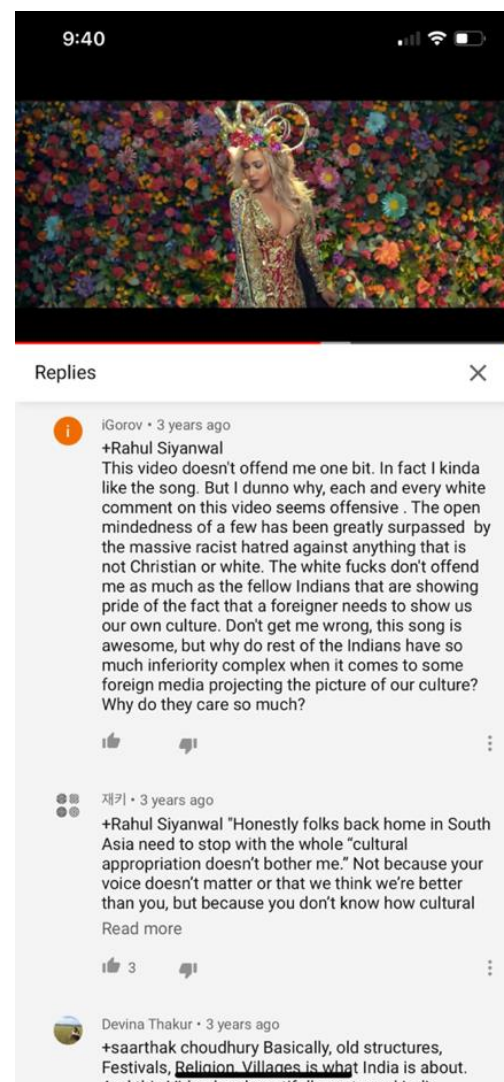 9:40
Replies
iGorov • 3 years ago
+Rahul Siyanwal
This video doesn't offend me one bit. In fact I kinda
like the song. But I dunno why, each and every white
comment on this video seems offensive . The open
mindedness of a few has been greatly surpassed by
the massive racist hatred against anything that is
not Christian or white. The white fucks don't offend
me as much as the fellow Indians that are showing
pride of the fact that a foreigner needs to show us
our own culture. Don't get me wrong, this song is
awesome, but why do rest of the Indians have so
much inferiority complex when it comes to some
foreign media projecting the picture of our culture?
Why do they care so much?
재키 • 3 years ago
+Rahul Siyanwal "Honestly folks back home in South
Asia need to stop with the whole “cultural
appropriation doesn’t bother me.” Not because your
voice doesn’t matter or that we think we’re better
than you, but because you don’t know how cultural
Read more
3
Devina Thakur • 3 years ago
+saarthak choudhury Basically, old structures,
Festivals, Religion, Villages is what India is about.